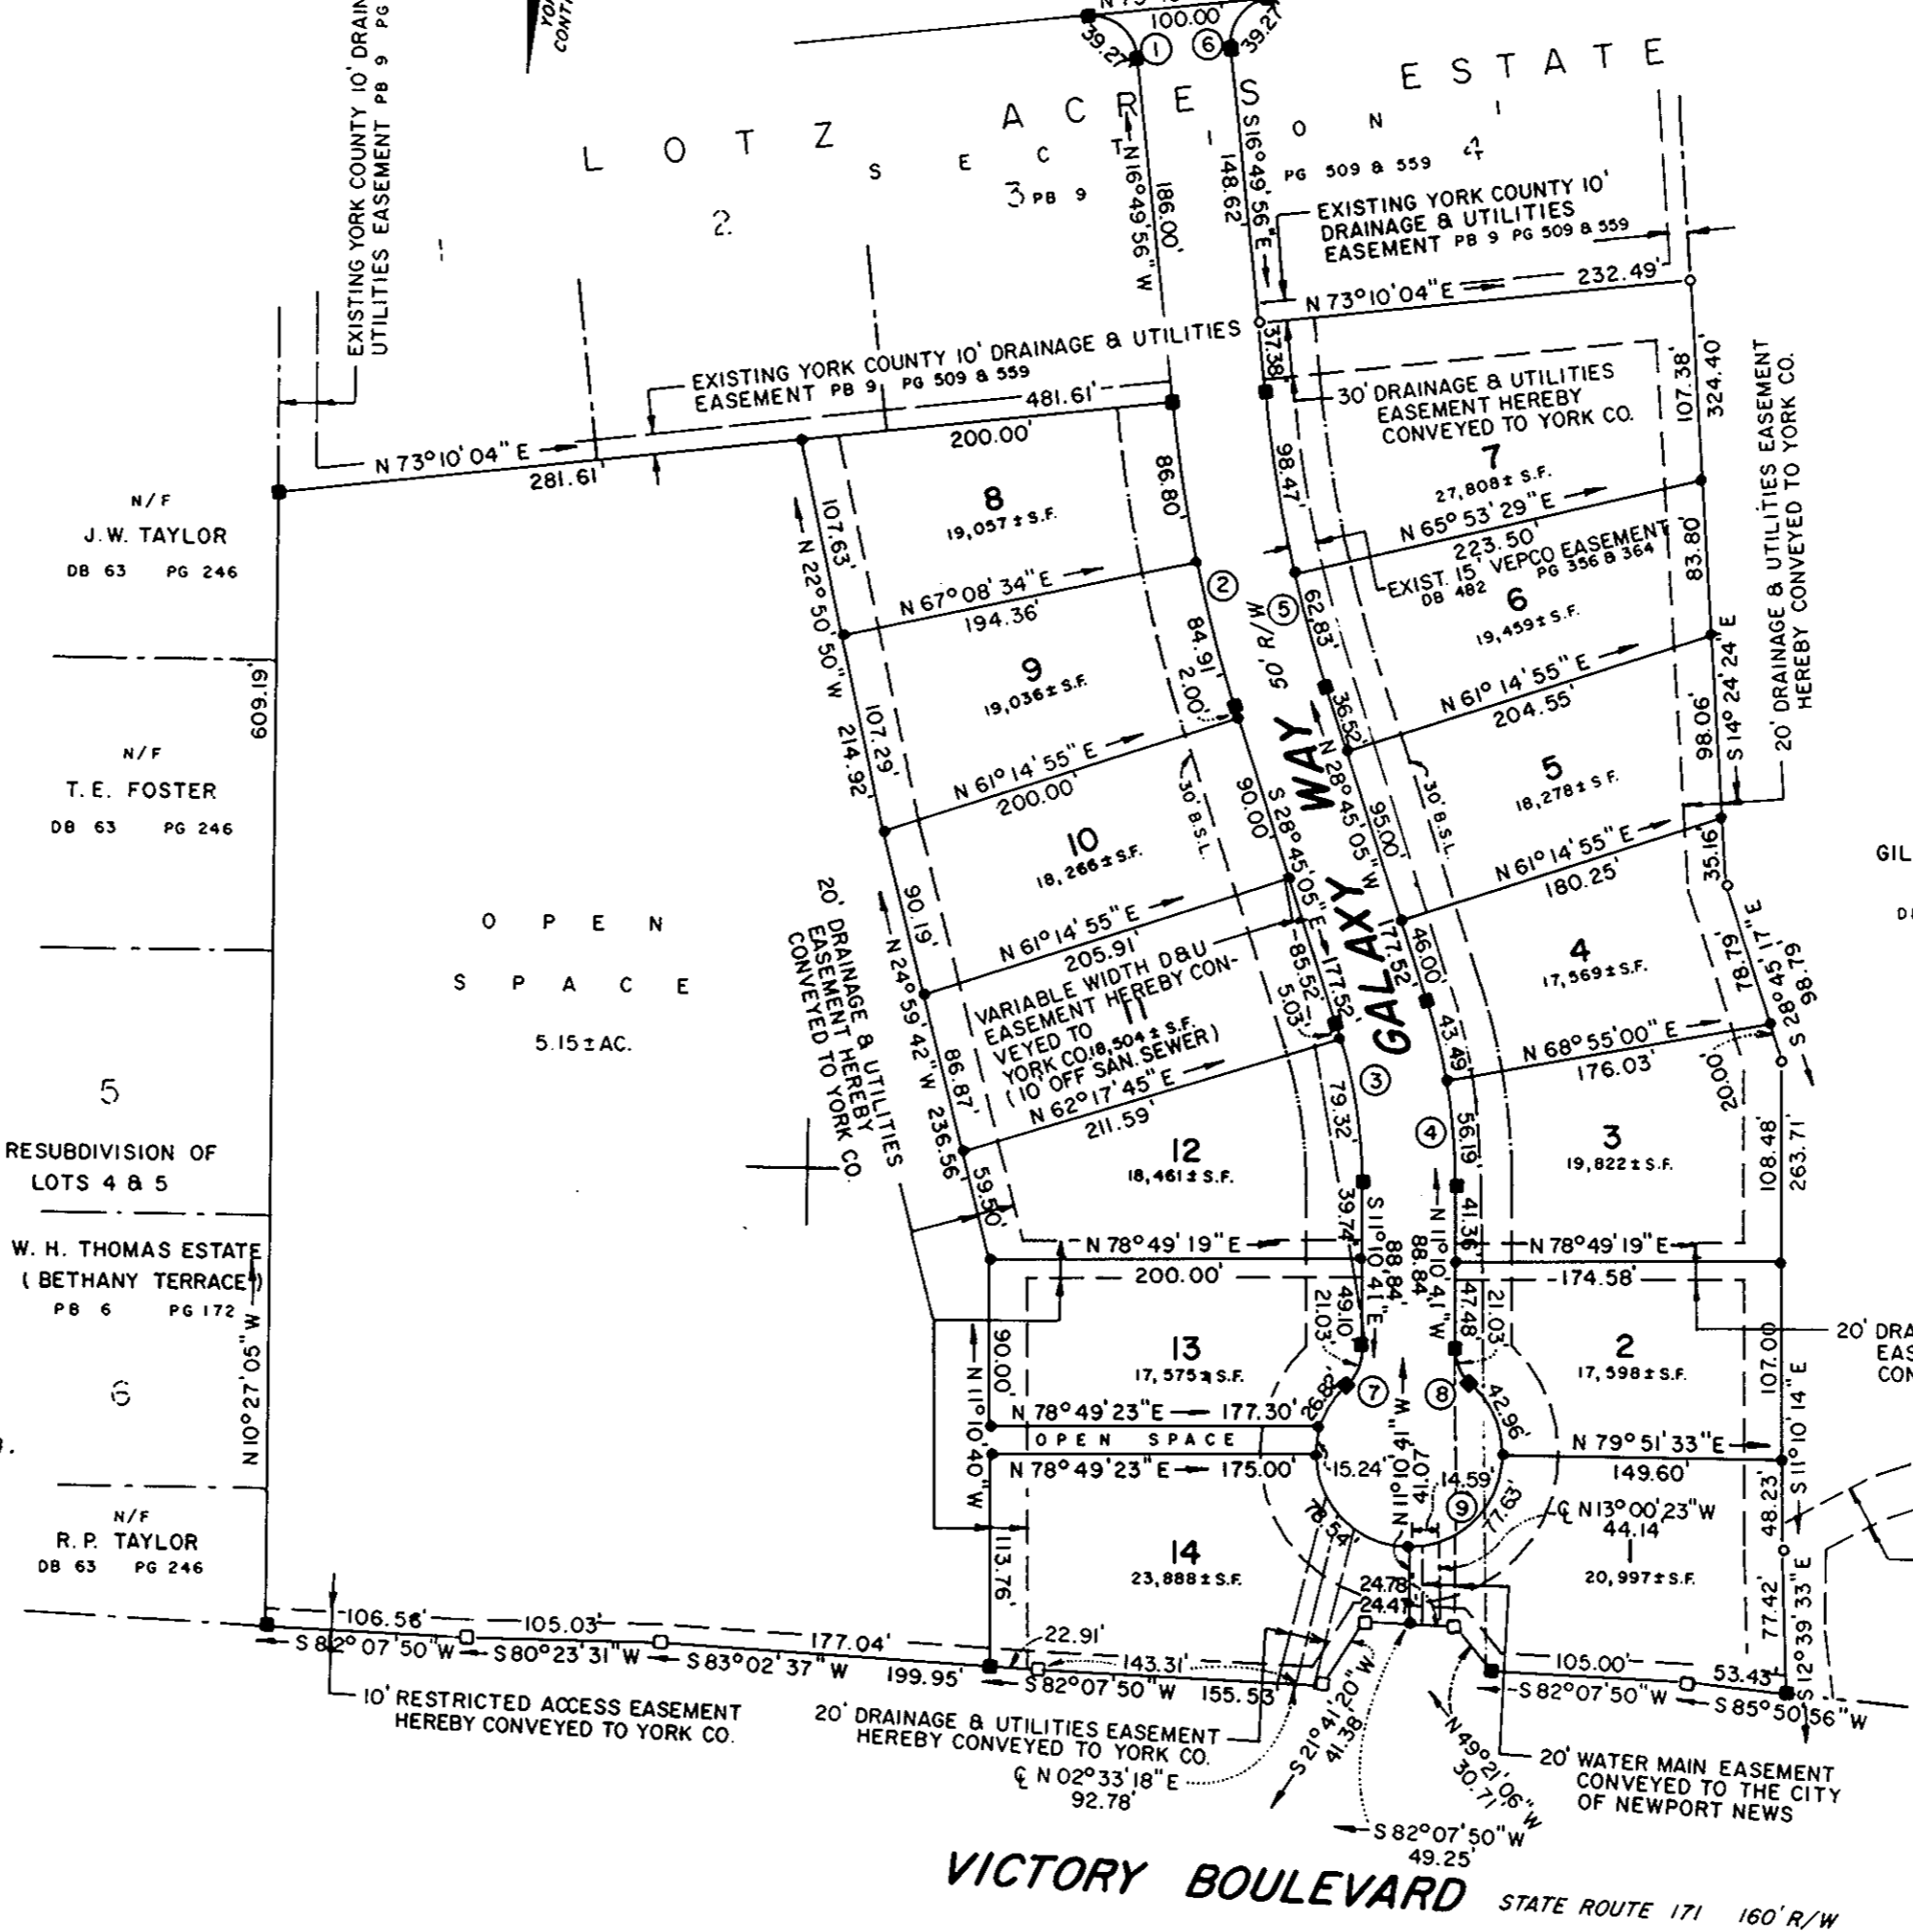 EXISTING YORK COUNTY 10' DRAIN
UTILITIES EASEMENT PB 9 PG
100.00'
39.27'
39.27'
1
6
LOTZ ACRES ESTATE
SECTION 4
2
3
PB 9
PG 509 & 559
N 16°49'56" W
186.00'
S 16°49'56" E
148.62'
EXISTING YORK COUNTY 10'
DRAINAGE & UTILITIES
EASEMENT PB 9 PG 509 & 559
N 73°10'04" E
232.49'
EXISTING YORK COUNTY 10' DRAINAGE & UTILITIES
EASEMENT PB 9 PG 509 & 559
481.61'
N 73°10'04" E
281.61'
200.00'
37.38'
30' DRAINAGE & UTILITIES
EASEMENT HEREBY
CONVEYED TO YORK CO.
107.38'
324.40'
20' DRAINAGE & UTILITIES EASEMENT
HEREBY CONVEYED TO YORK CO.
7
27,808± S.F.
98.47'
N 65°53'29" E
223.50'
EXIST. 15' VEPCO EASEMENT
DB 482 PG 356 & 364
83.80'
N/F
J.W. TAYLOR
DB 63 PG 246
609.19'
8
19,057± S.F.
86.80'
107.63'
N 22°50'50" W
214.92'
N 67°08'34" E
194.36'
2
5
50' R/W
62.83'
6
19,459± S.F.
9
19,036± S.F.
84.91'
2.00'
107.29'
N 61°14'55" E
204.55'
36.52'
98.06'
S 14°24'24" E
N/F
T.E. FOSTER
DB 63 PG 246
N 61°14'55" E
200.00'
30' B.S.L.
90.00'
S 28°45'05" E
WAY
N 28°45'05" W
95.00'
30' B.S.L.
5
18,278± S.F.
10
18,266± S.F.
N 61°14'55" E
180.25'
35.16'
GIL
OPEN
SPACE
5.15± AC.
20' DRAINAGE & UTILITIES
EASEMENT HEREBY
CONVEYED TO YORK CO.
90.19'
N 24°59'42" W
236.56'
N 61°14'55" E
205.91'
VARIABLE WIDTH D&U
EASEMENT HEREBY CON-
VEYED TO
YORK CO.
(10' OFF SAN. SEWER)
11
18,504± S.F.
85.52'
177.52'
5.03'
GALAXY
177.52'
46.00'
4
17,569± S.F.
78.79'
S 28°45'17" E
98.79
N 62°17'45" E
211.59'
86.87'
43.49'
N 68°55'00" E
176.03'
20.00'
3
4
79.32'
56.19'
5
RESUBDIVISION OF
LOTS 4 & 5
12
18,461± S.F.
59.50'
39.74'
S 11°10'41" E
88.84'
88.84'
N 11°10'41" W
41.36'
3
19,822± S.F.
108.48'
263.71'
W. H. THOMAS ESTATE
( BETHANY TERRACE )
PB 6 PG 172
N 78°49'19" E
200.00'
N 78°49'19" E
174.58'
N 10°27'05" W
90.00'
N 11°10'40" W
13
17,575± S.F.
49.10
21.03'
47.48'
21.03'
2
17,598± S.F.
107.00
S 11°10'14" E
20' DRA
EAS
CON
6
7
8
26.82'
42.96'
N 78°49'23" E
177.30'
OPEN SPACE
N 78°49'23" E
175.00'
15.24'
N 11°10'41" W
41.07
14.59'
9
77.63'
78.54'
N 79°51'33" E
149.60'
48.23'
℄ N 13°00'23" W
44.14'
N/F
R.P. TAYLOR
DB 63 PG 246
113.76'
14
23,888± S.F.
24.78'
24.47'
1
20,997± S.F.
77.42'
S 12°39'33" E
106.56'
S 82°07'50" W
105.03'
S 80°23'31" W
177.04'
S 83°02'37" W
199.95'
22.91'
143.31'
S 82°07'50" W
155.53'
105.00'
S 82°07'50" W
53.43'
S 85°50'56" W
10' RESTRICTED ACCESS EASEMENT
HEREBY CONVEYED TO YORK CO.
20' DRAINAGE & UTILITIES EASEMENT
HEREBY CONVEYED TO YORK CO.
℄ N 02°33'18" E
92.78'
S 21°41'20" W
41.38'
N 49°21'06" W
30.71'
20' WATER MAIN EASEMENT
CONVEYED TO THE CITY
OF NEWPORT NEWS
S 82°07'50" W
49.25'
VICTORY BOULEVARD STATE ROUTE 171 160' R/W